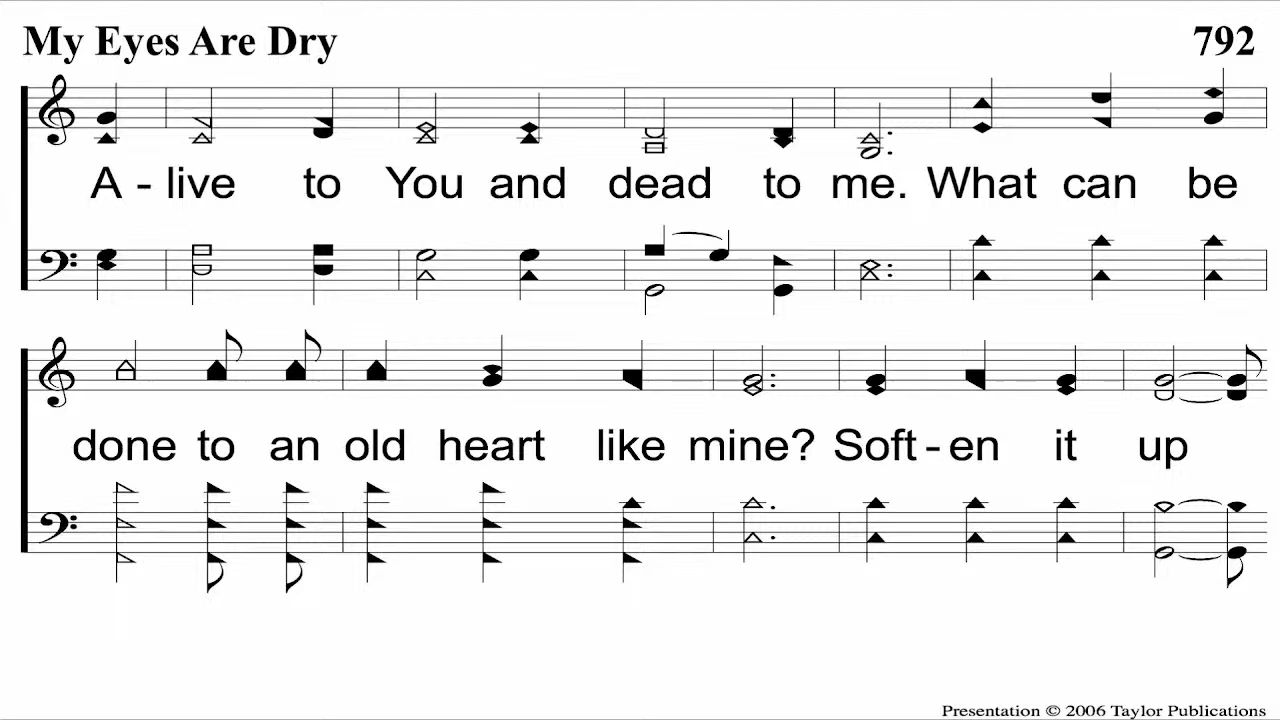 My Eyes Are Dry 792
A - live to You and dead to me. What can be
done to an old heart like mine? Soft - en it up
Presentation © 2006 Taylor Publications